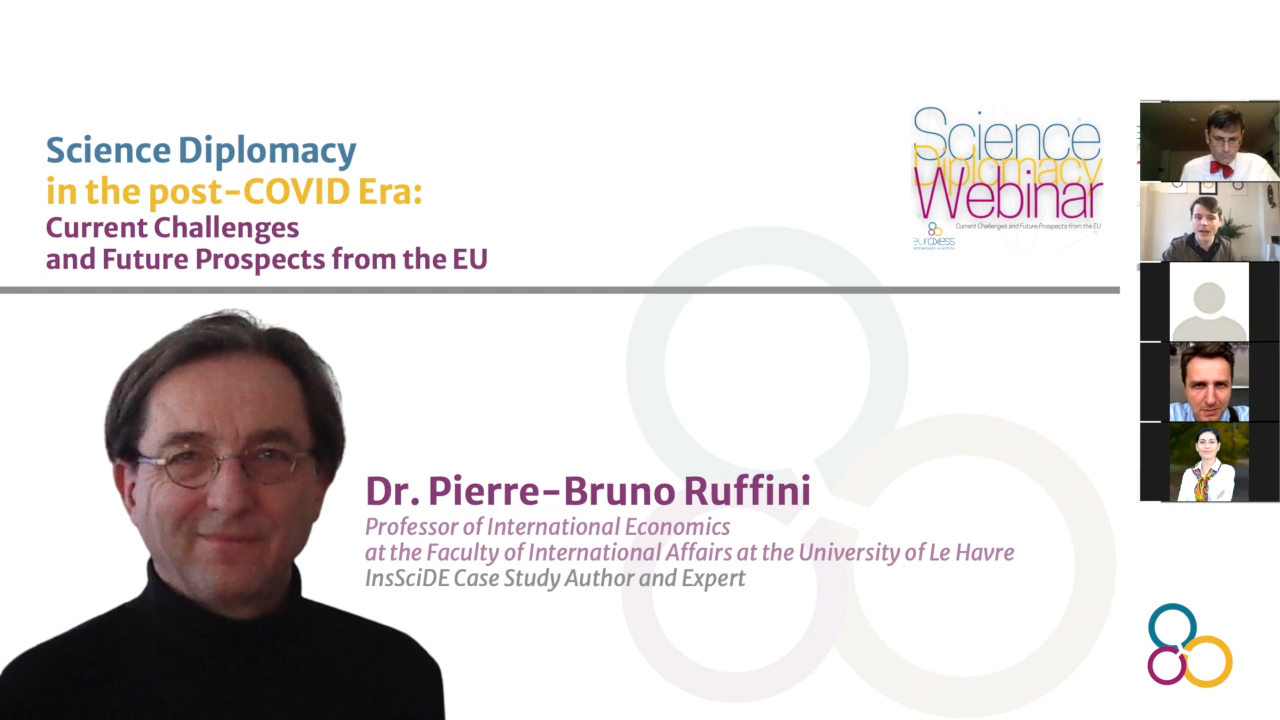 Science Diplomacy
in the post-COVID Era:
Current Challenges
and Future Prospects from the EU
Science
Diplomacy
Webinar
Current Challenges and Future Prospects from the EU
euraxess
Dr. Pierre-Bruno Ruffini
Professor of International Economics
at the Faculty of International Affairs at the University of Le Havre
InsSciDE Case Study Author and Expert